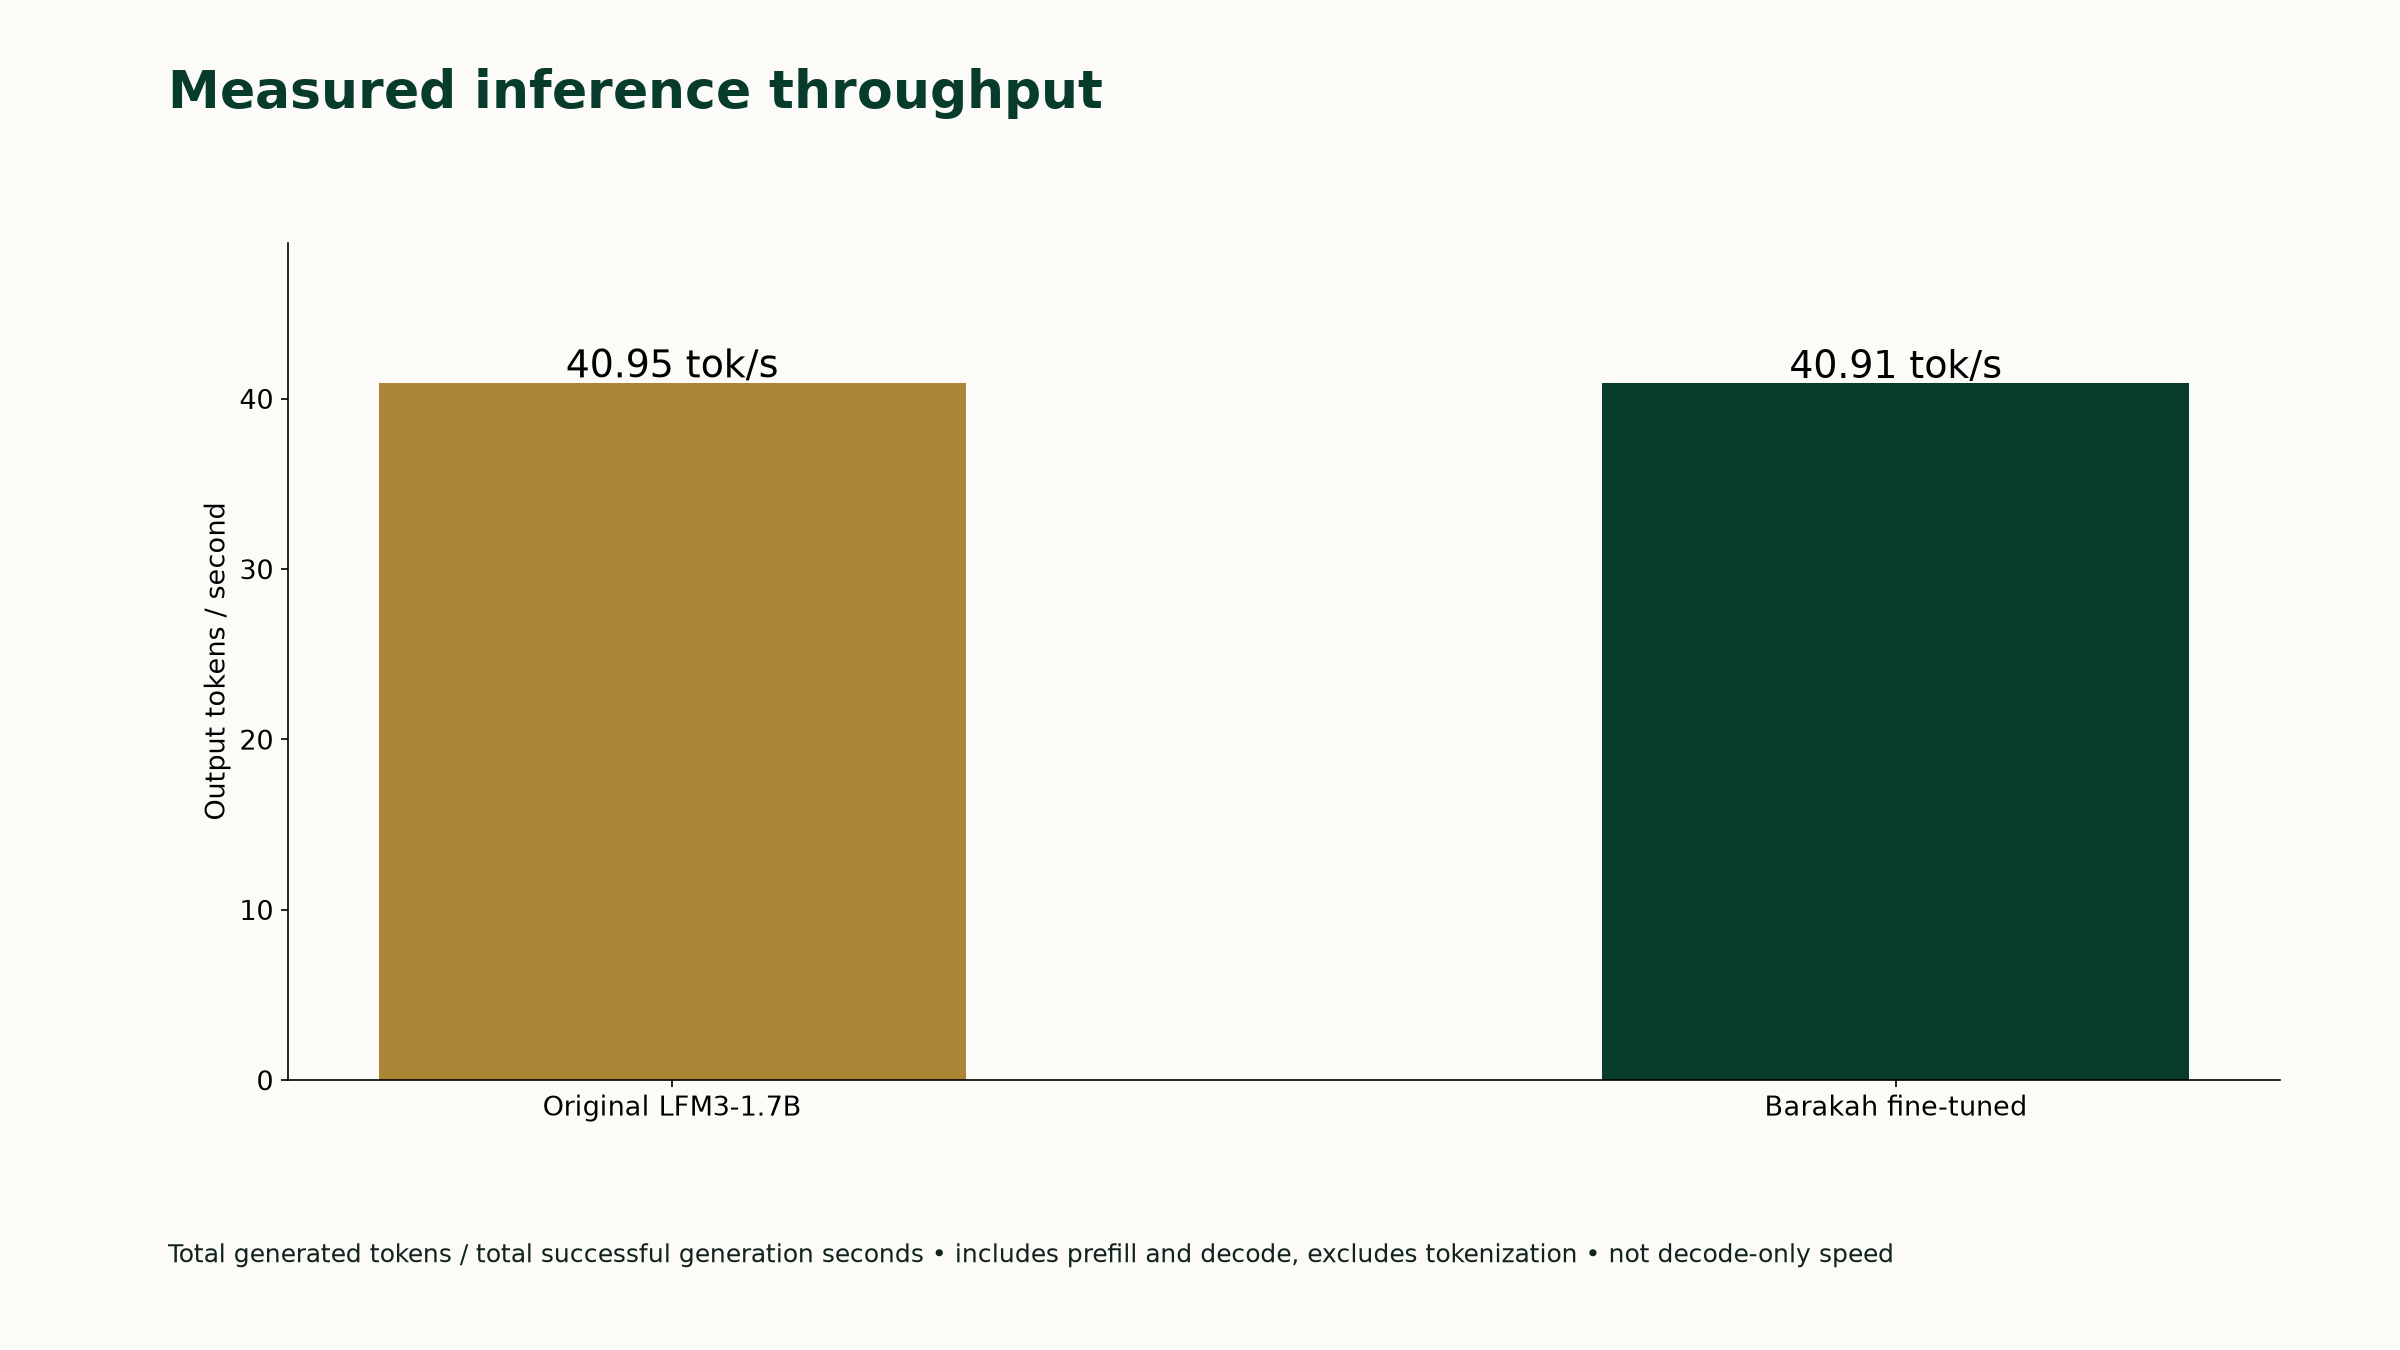 Measured inference throughput
40.95 tok/s
40.91 tok/s
Output tokens / second
40
30
20
10
0
Original LFM3-1.7B
Barakah fine-tuned
Total generated tokens / total successful generation seconds • includes prefill and decode, excludes tokenization • not decode-only speed